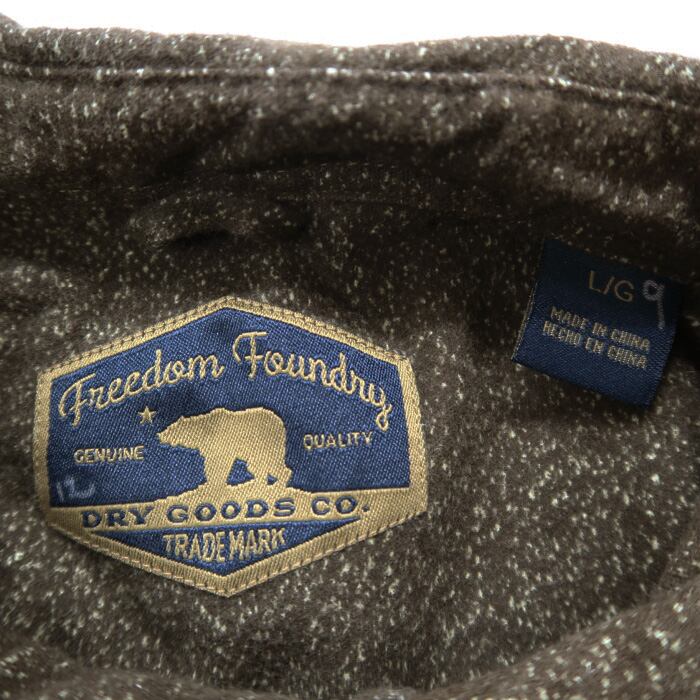 Freedom Foundry
GENUINE QUALITY
12
DRY GOODS CO.
TRADEMARK
L/G 9
MADE IN CHINA
HECHO EN CHINA